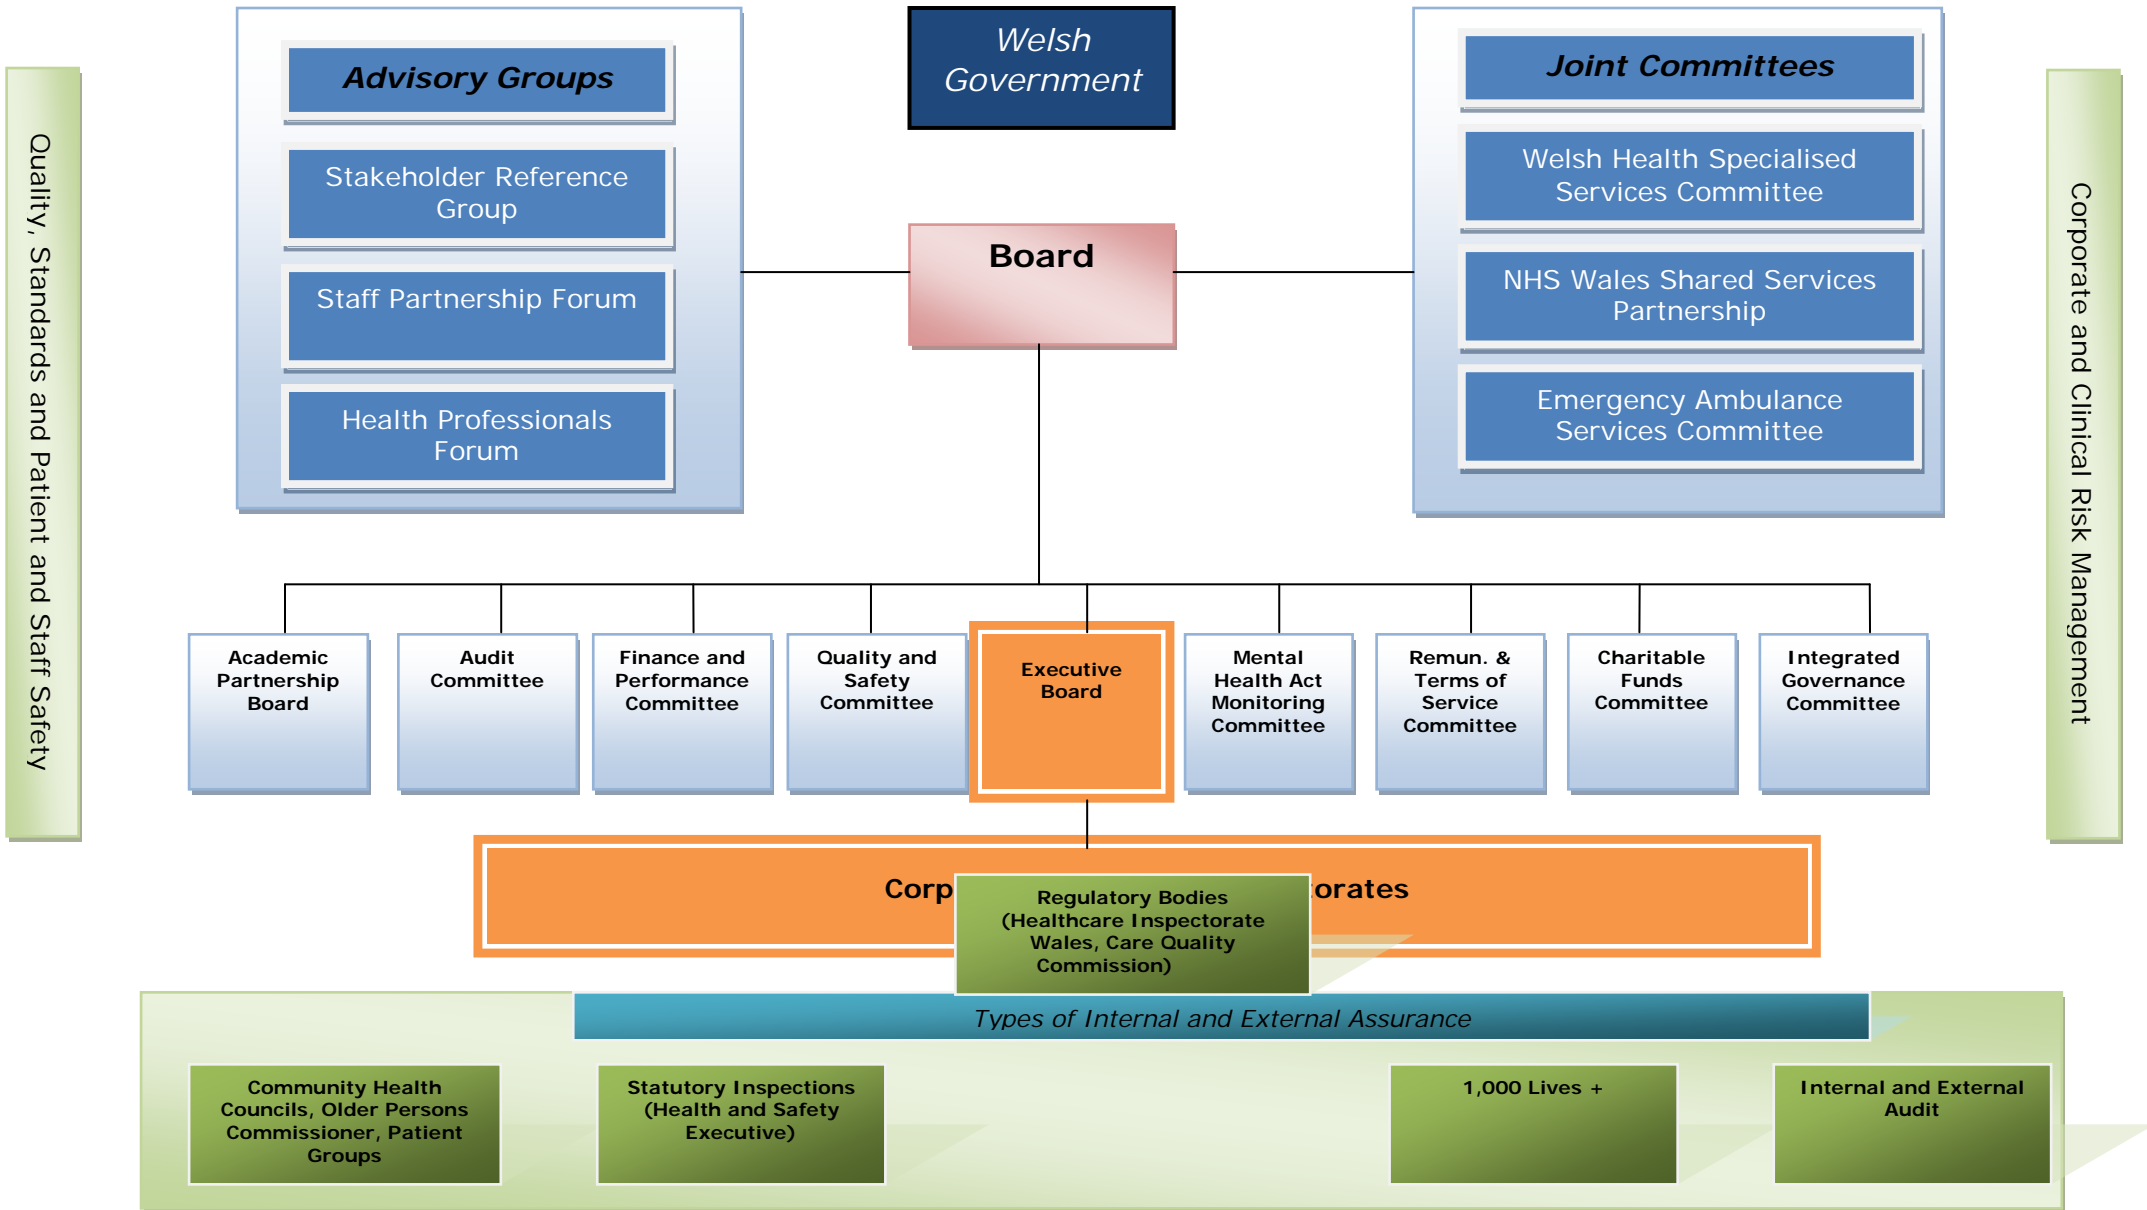 Welsh
Government
Advisory Groups
Stakeholder Reference
Group
Staff Partnership Forum
Health Professionals
Forum
Board
Joint Committees
Welsh Health Specialised
Services Committee
NHS Wales Shared Services
Partnership
Emergency Ambulance
Services Committee
Quality, Standards and Patient and Staff Safety
Corporate and Clinical Risk Management
Academic
Partnership
Board
Audit
Committee
Finance and
Performance
Committee
Quality and
Safety
Committee
Executive
Board
Mental
Health Act
Monitoring
Committee
Remun. &
Terms of
Service
Committee
Charitable
Funds
Committee
Integrated
Governance
Committee
Corp
orates
Regulatory Bodies
(Healthcare Inspectorate
Wales, Care Quality
Commission)
Types of Internal and External Assurance
Community Health
Councils, Older Persons
Commissioner, Patient
Groups
Statutory Inspections
(Health and Safety
Executive)
1,000 Lives +
Internal and External
Audit